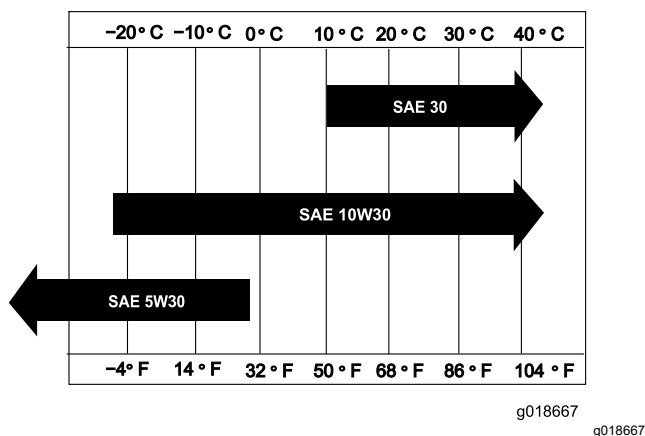 −20° C −10° C 0° C 10° C 20° C 30° C 40° C
SAE 30
SAE 10W30
SAE 5W30
−4° F 14° F 32° F 50° F 68° F 86° F 104 ° F
g018667
g018667